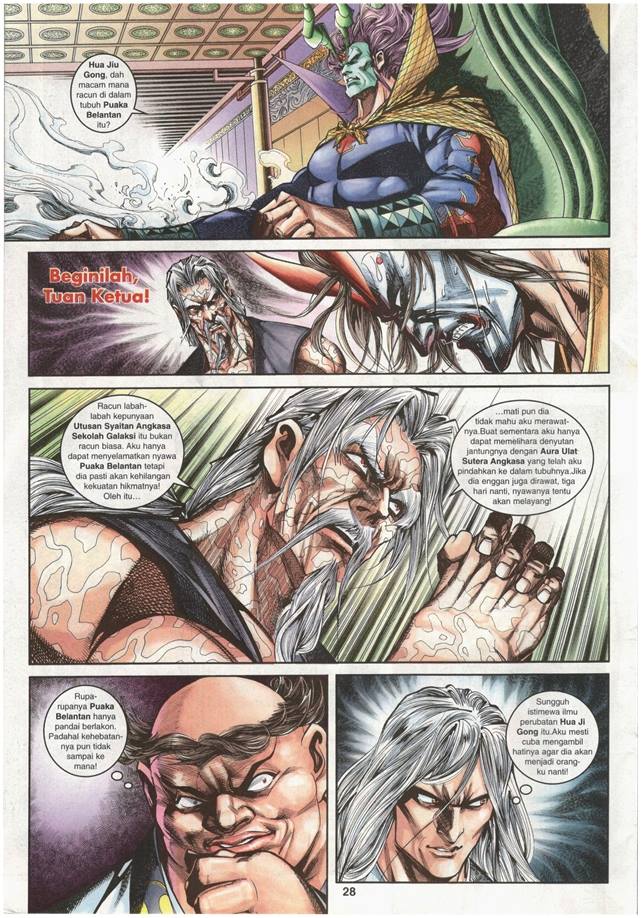 Hua Jiu
Gong, dah
macam mana
racun di dalam
tubuh Puaka
Belantan
itu?
Beginilah,
Tuan Ketua!
Racun labah-
labah kepunyaan
Utusan Syaitan Angkasa
Sekolah Galaksi itu bukan
racun biasa. Aku hanya
dapat menyelamatkan nyawa
Puaka Belantan tetapi
dia pasti akan kehilangan
kekuatan hikmatnya!
Oleh itu...
...mati pun dia
tidak mahu aku merawat-
nya.Buat sementara aku hanya
dapat memelihara denyutan
jantungnya dengan Aura Ulat
Sutera Angkasa yang telah aku
pindahkan ke dalam tubuhnya.Jika
dia enggan juga dirawat, tiga
hari nanti, nyawanya tentu
akan melayang!
Rupa-
rupanya Puaka
Belantan hanya
pandai berlakon.
Padahal kehebatan-
nya pun tidak
sampai ke
mana!
Sungguh
istimewa ilmu
perubatan Hua Ji
Gong itu.Aku mesti
cuba mengambil
hatinya agar dia akan
menjadi orang-
ku nanti!
28